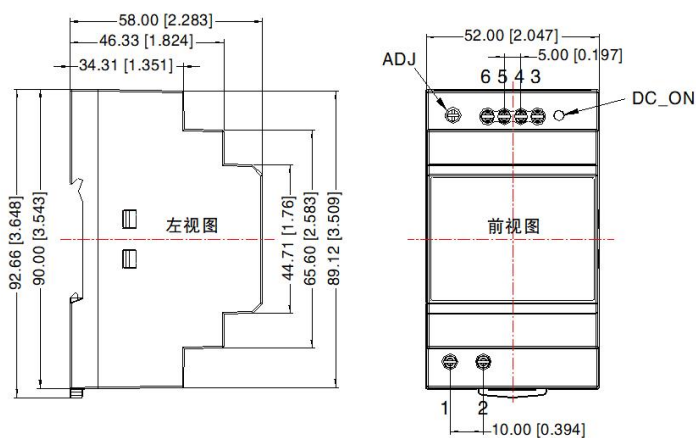 58.00 [2.283]
46.33 [1.824]
34.31 [1.351]
92.66 [3.648]
90.00 [3.543]
左视图
44.71 [1.76]
65.60 [2.583]
89.12 [3.509]
52.00 [2.047]
5.00 [0.197]
ADJ
6 5 4 3
DC_ON
前视图
1 2
10.00 [0.394]